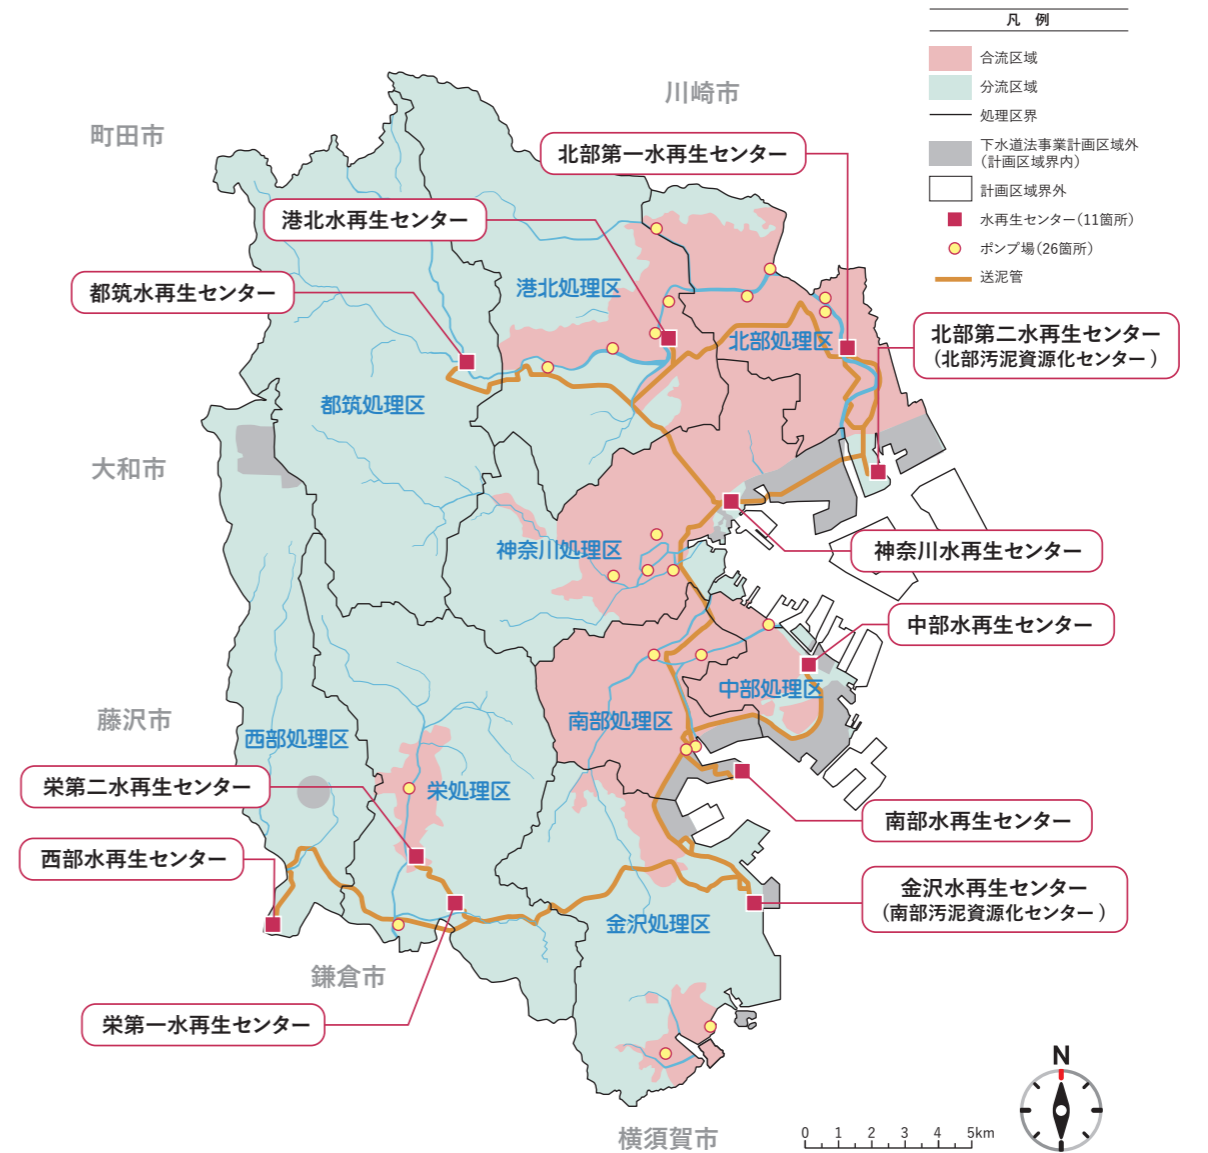 凡 例
合流区域
分流区域
処理区界
下水道法事業計画区域外
(計画区域界内)
計画区域界外
水再生センター(11箇所)
ポンプ場(26箇所)
送泥管
川崎市
町田市
北部第一水再生センター
港北水再生センター
都筑水再生センター
港北処理区
北部処理区
北部第二水再生センター
(北部汚泥資源化センター)
都筑処理区
大和市
神奈川処理区
神奈川水再生センター
中部水再生センター
中部処理区
藤沢市
西部処理区
南部処理区
栄第二水再生センター
栄処理区
南部水再生センター
西部水再生センター
金沢水再生センター
(南部汚泥資源化センター)
金沢処理区
鎌倉市
栄第一水再生センター
横須賀市
N
0 1 2 3 4 5km